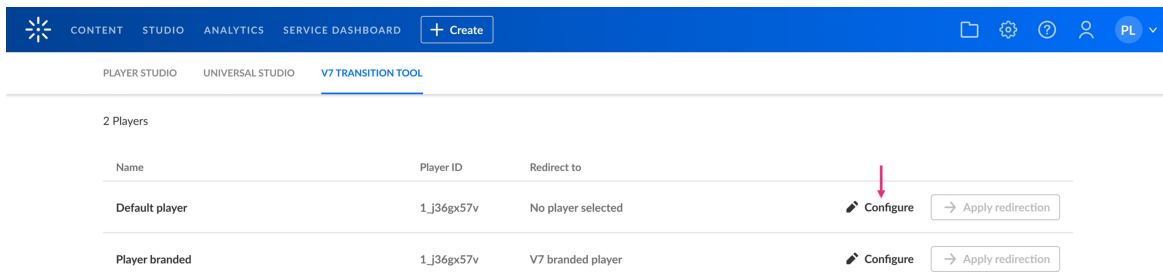 CONTENT STUDIO ANALYTICS SERVICE DASHBOARD + Create PL
PLAYER STUDIO UNIVERSAL STUDIO V7 TRANSITION TOOL
2 Players
Name Player ID Redirect to
Default player 1_j36gx57v No player selected Configure Apply redirection
Player branded 1_j36gx57v V7 branded player Configure Apply redirection